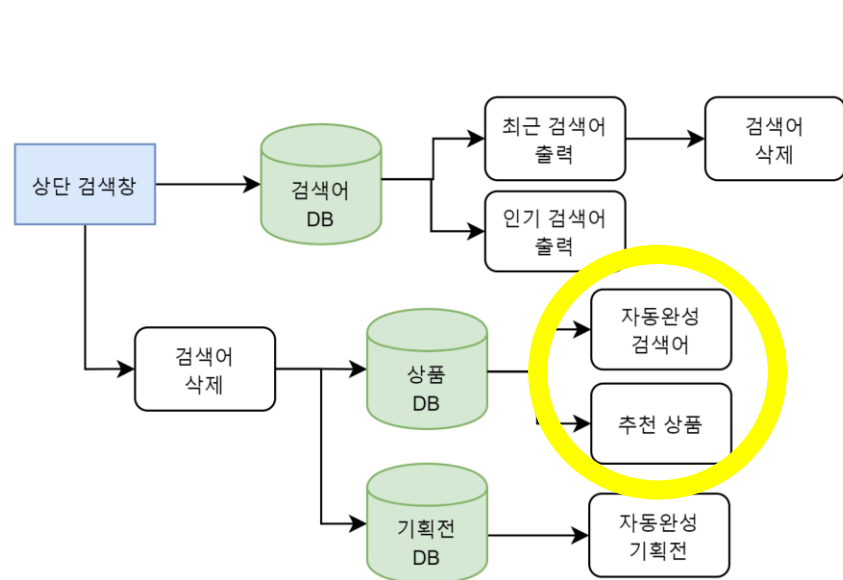 상단 검색창
검색어
DB
최근 검색어
출력
검색어
삭제
인기 검색어
출력
검색어
삭제
상품
DB
자동완성
검색어
추천 상품
기획전
DB
자동완성
기획전